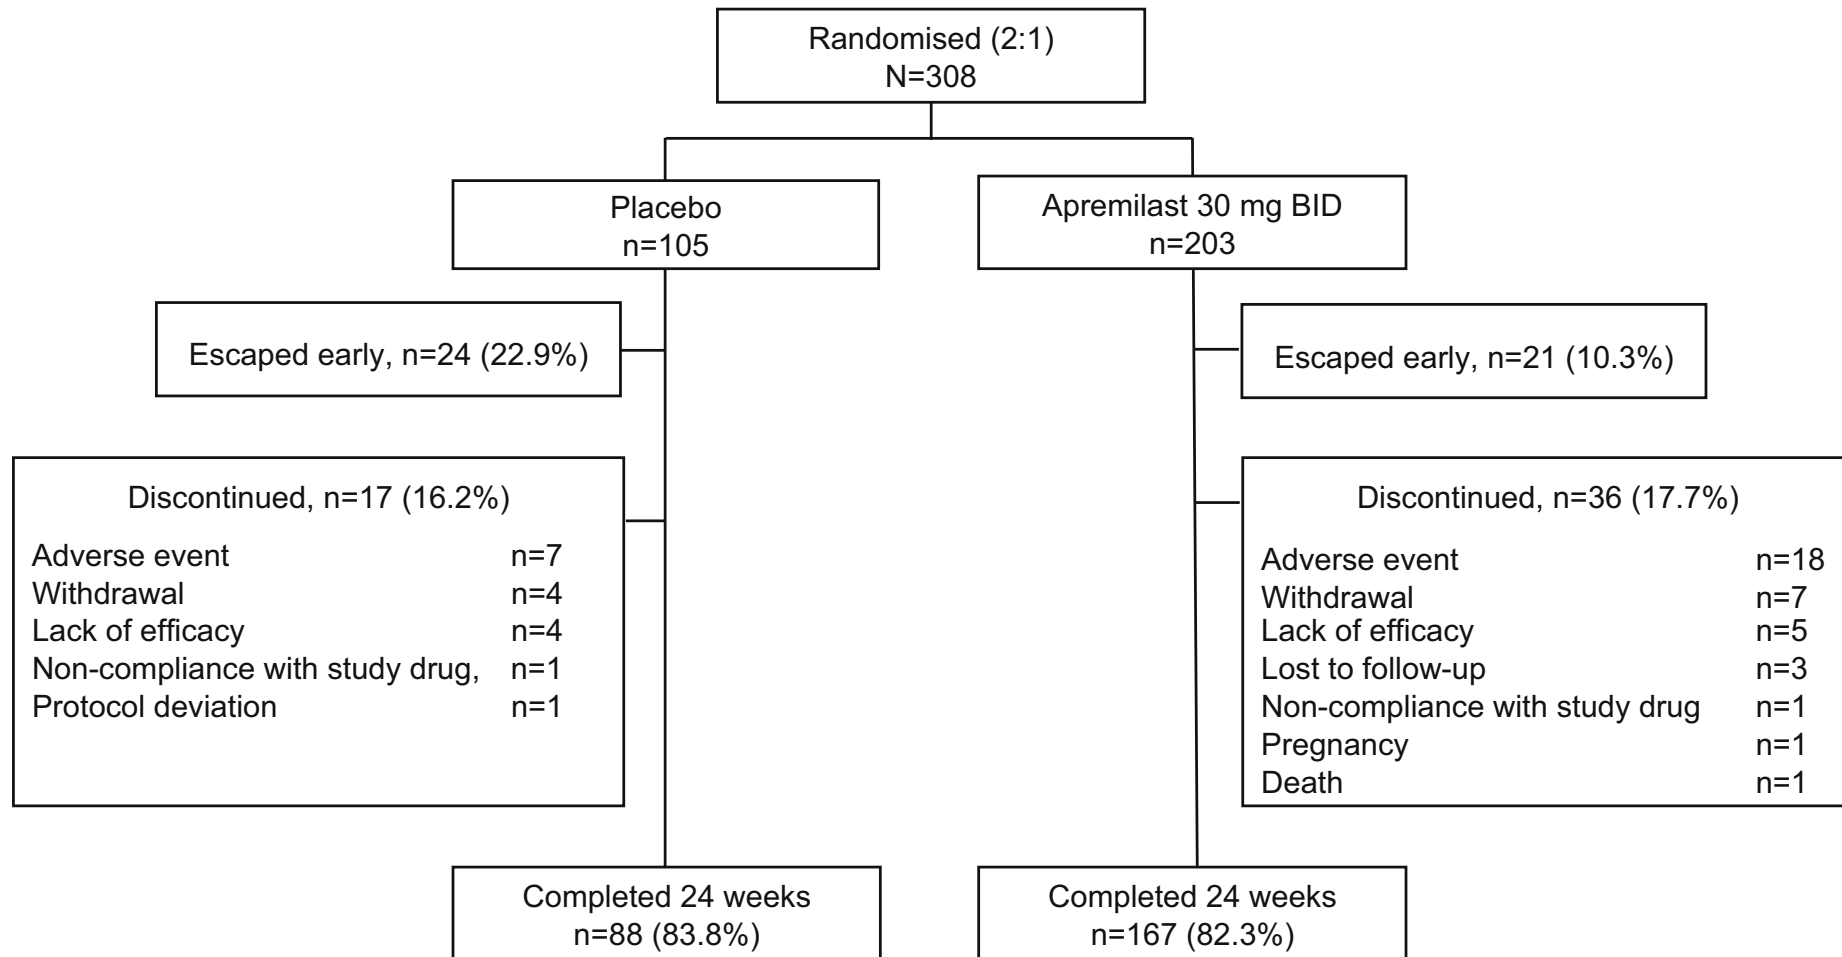 Randomised (2:1)
N=308
Placebo
n=105
Apremilast 30 mg BID
n=203
Escaped early, n=24 (22.9%)
Escaped early, n=21 (10.3%)
Discontinued, n=17 (16.2%)
Adverse event n=7
Withdrawal n=4
Lack of efficacy n=4
Non-compliance with study drug, n=1
Protocol deviation n=1
Discontinued, n=36 (17.7%)
Adverse event n=18
Withdrawal n=7
Lack of efficacy n=5
Lost to follow-up n=3
Non-compliance with study drug n=1
Pregnancy n=1
Death n=1
Completed 24 weeks
n=88 (83.8%)
Completed 24 weeks
n=167 (82.3%)